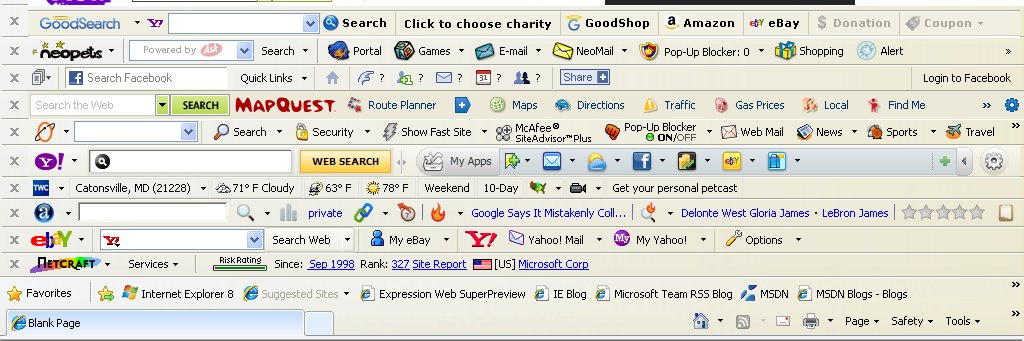 GoodSearch Y! Search Click to choose charity GoodShop a Amazon ebY eBay $ Donation Coupon
neopets Powered by Ask Search Portal Games E-mail NeoMail Pop-Up Blocker: 0 Shopping Alert »
f Search Facebook Quick Links ? ? ? 31 ? ? Share + Login to Facebook
Search the Web SEARCH MAPQUEST. Route Planner Maps Directions Traffic Gas Prices Local Find Me »
Search Security Show Fast Site McAfee® SiteAdvisor™Plus Pop-Up Blocker ON/OFF Web Mail News Sports Travel »
Y! WEB SEARCH My Apps f ebY
TWC Catonsville, MD (21228) 71° F Cloudy 63° F 78° F Weekend 10-Day Get your personal petcast
a private Google Says It Mistakenly Coll... Delonte West Gloria James • LeBron James
ebY Y! Search Web My eBay Y! Yahoo! Mail My My Yahoo! Options
NETCRAFT Services Risk Rating Since: Sep 1998 Rank: 327 Site Report [US] Microsoft Corp
Favorites Internet Explorer 8 Suggested Sites Expression Web SuperPreview IE Blog Microsoft Team RSS Blog MSDN MSDN Blogs - Blogs »
Blank Page Page Safety Tools »